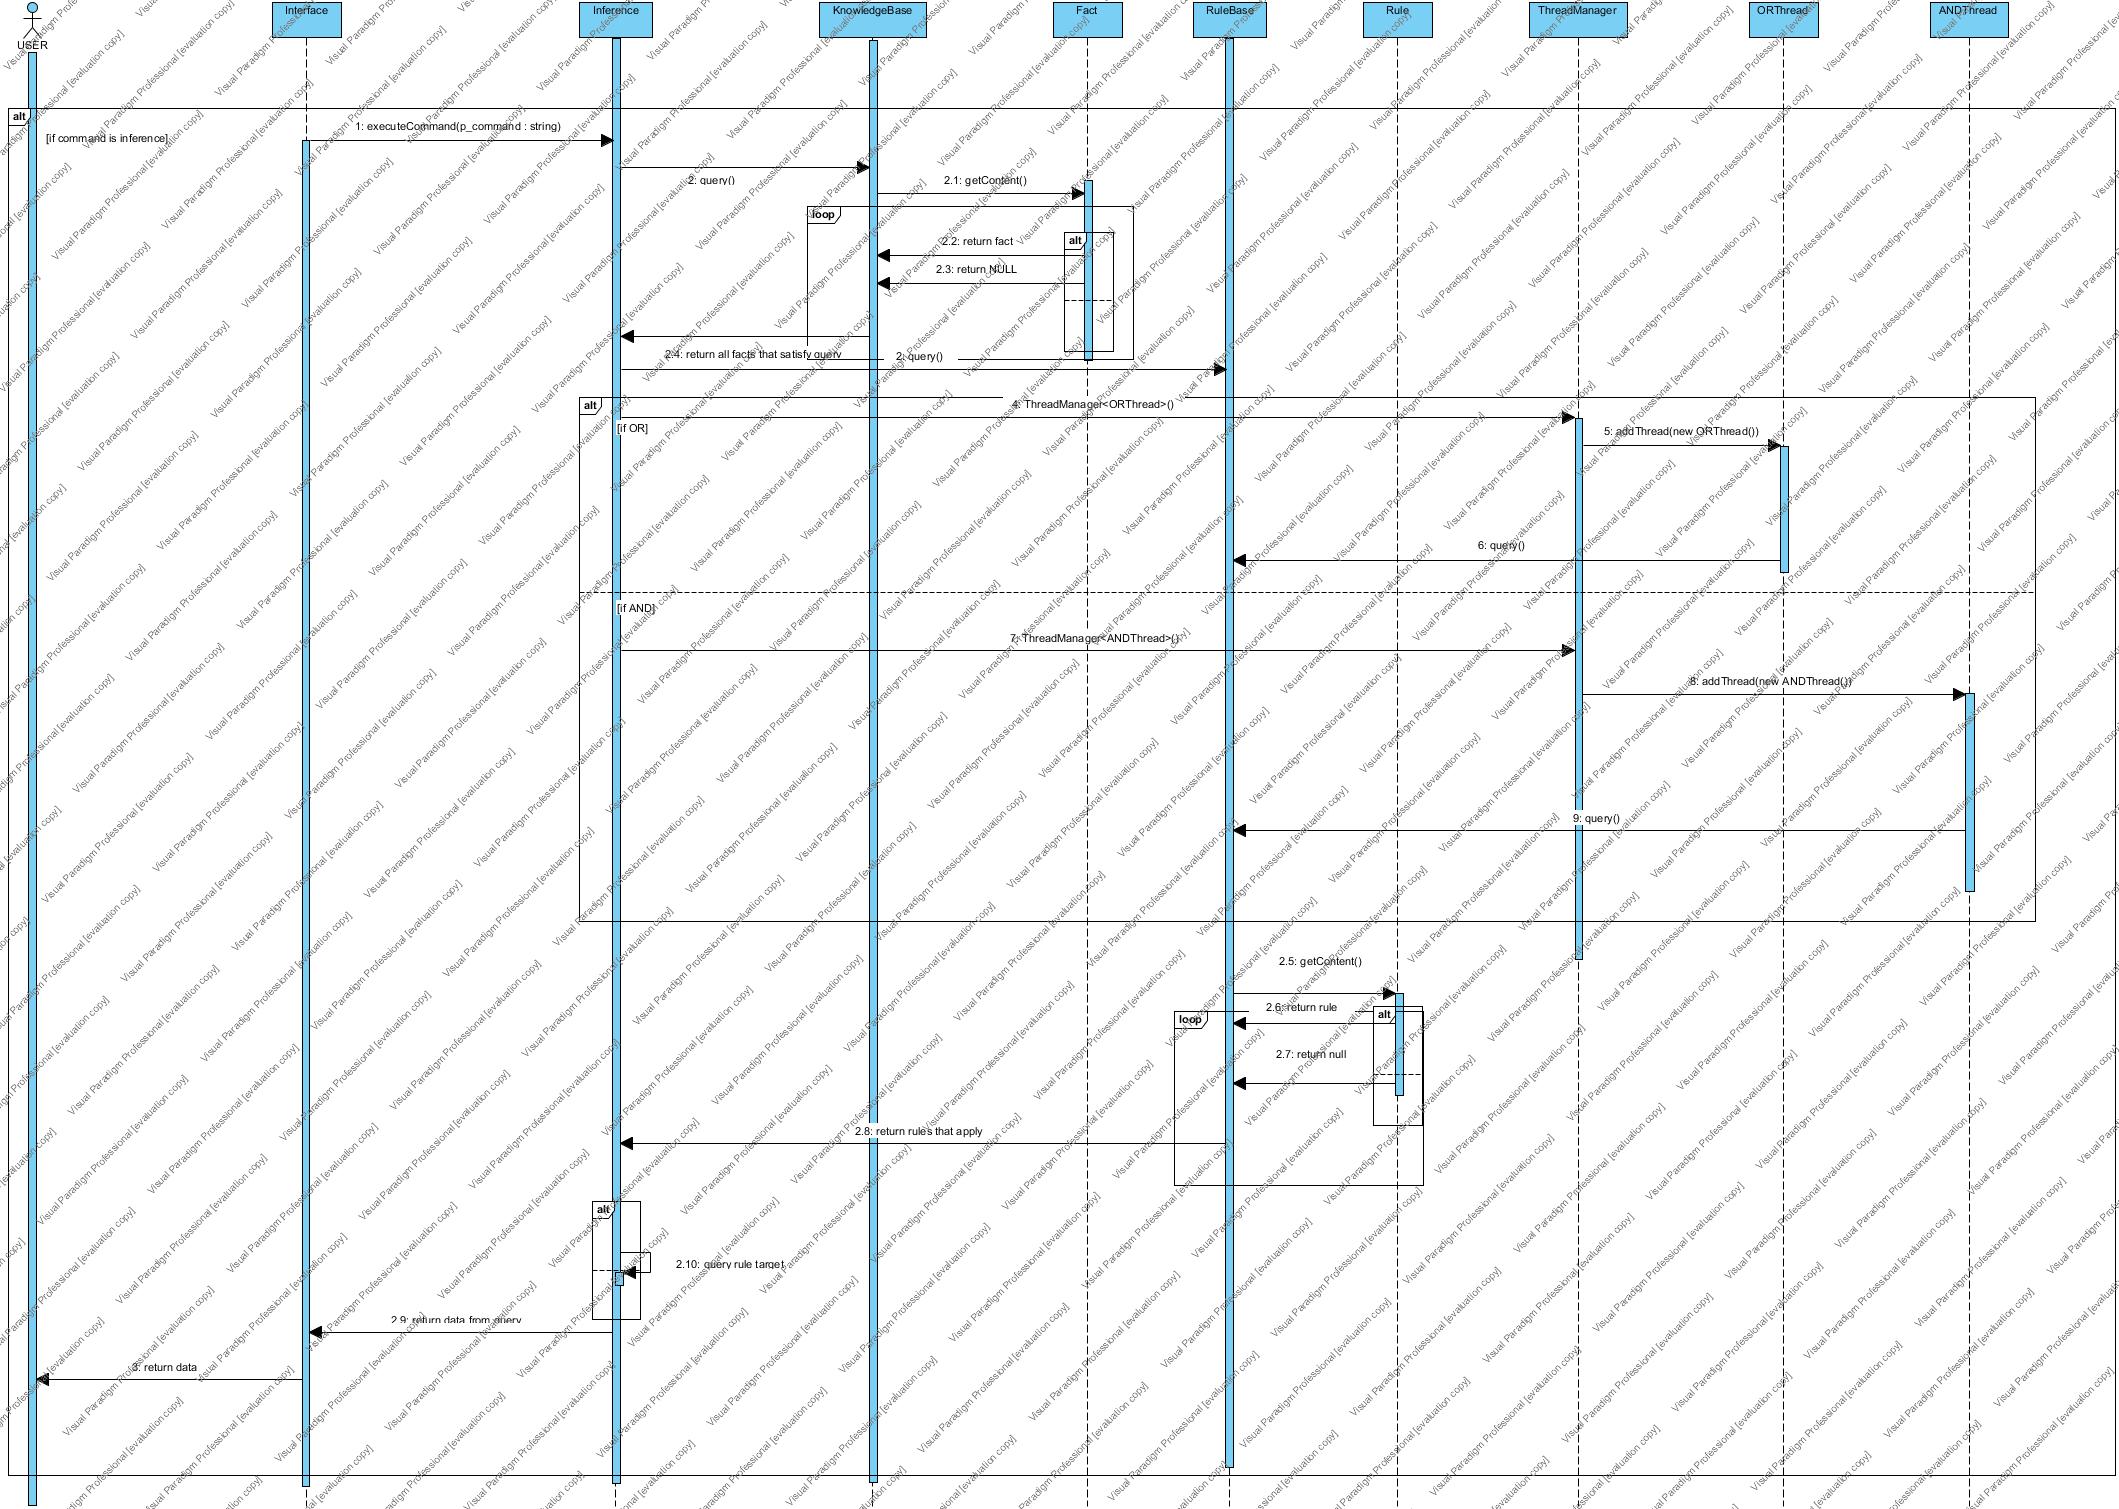 Interface
Inference
KnowledgeBase
Fact
RuleBase
Rule
ThreadManager
ORThread
ANDThread
USER
alt
[if command is inference]
1: executeCommand(p_command : string)
2: query()
2.1: getContent()
loop
alt
2.2: return fact
2.3: return NULL
2.4: return all facts that satisfy query
2: query()
alt
4: ThreadManager<ORThread>()
[if OR]
5: addThread(new ORThread())
6: query()
[if AND]
7: ThreadManager<ANDThread>()
8: addThread(new ANDThread())
9: query()
2.5: getContent()
loop
2.6: return rule
alt
2.7: return null
2.8: return rules that apply
alt
2.10: query rule target
2.9: return data from query
3: return data
Visual Paradigm Professional [evaluation copy]